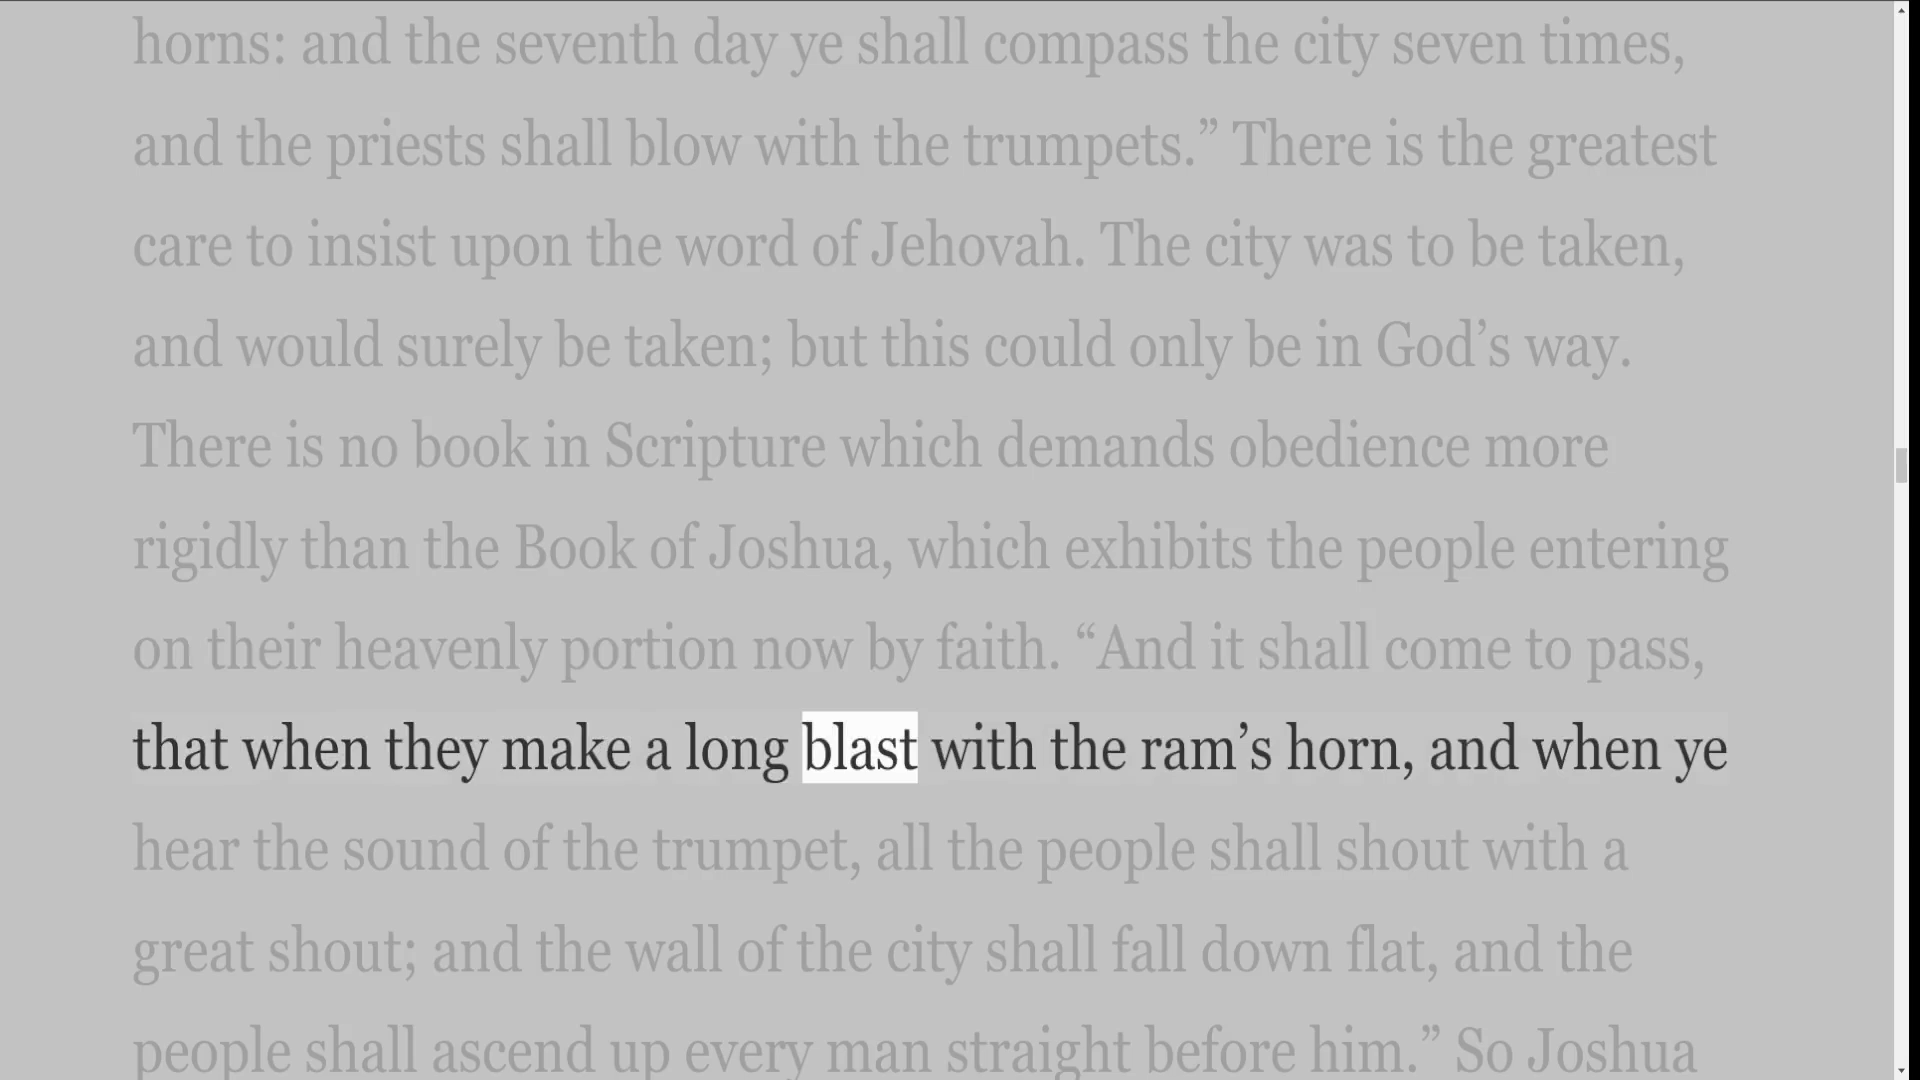 horns: and the seventh day ye shall compass the city seven times,
and the priests shall blow with the trumpets.” There is the greatest
care to insist upon the word of Jehovah. The city was to be taken,
and would surely be taken; but this could only be in God’s way.
There is no book in Scripture which demands obedience more
rigidly than the Book of Joshua, which exhibits the people entering
on their heavenly portion now by faith. “And it shall come to pass,
that when they make a long blast with the ram’s horn, and when ye
hear the sound of the trumpet, all the people shall shout with a
great shout; and the wall of the city shall fall down flat, and the
people shall ascend up every man straight before him.” So Joshua